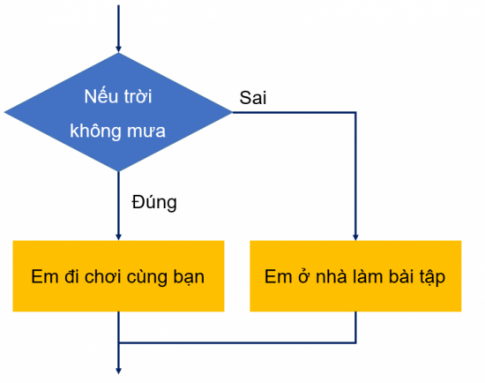 Nếu trời
không mưa
Sai
Đúng
Em đi chơi cùng bạn
Em ở nhà làm bài tập